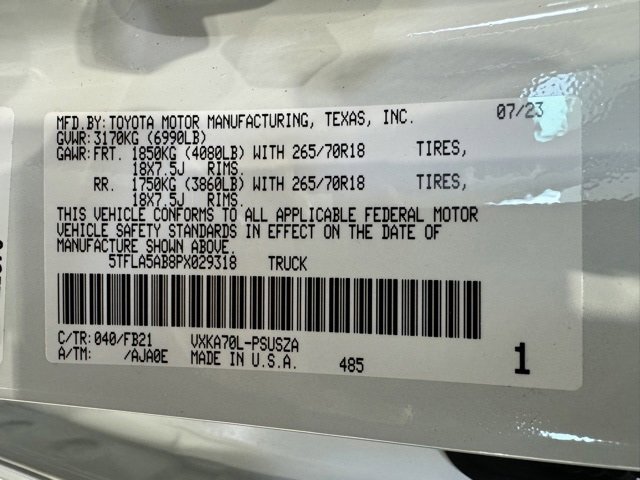 MFD.BY: TOYOTA MOTOR MANUFACTURING, TEXAS, INC. 07/23
GVWR: 3170KG (6990LB)
GAWR: FRT. 1850KG (4080LB) WITH 265/70R18 TIRES,
18X7.5J RIMS.
RR. 1750KG (3860LB) WITH 265/70R18 TIRES,
18X7.5J RIMS.
THIS VEHICLE CONFORMS TO ALL APPLICABLE FEDERAL MOTOR
VEHICLE SAFETY STANDARDS IN EFFECT ON THE DATE OF
MANUFACTURE SHOWN ABOVE.
5TFLA5AB8PX029318 TRUCK
C/TR: 040/FB21 VXKA70L-PSUSZA
A/TM: /AJA0E MADE IN U.S.A. 485 1